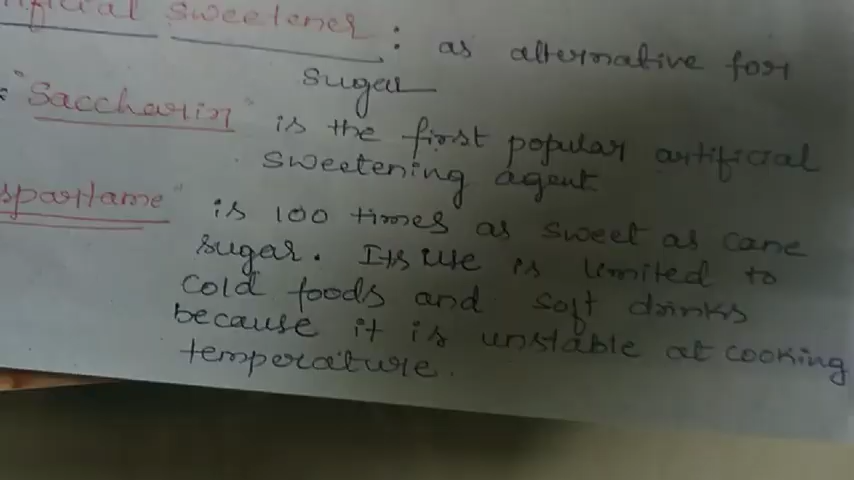 ificial sweetener : as alternative for
sugar
"Saccharin" is the first popular artificial
sweetening agent
spartame" is 100 times as sweet as cane
sugar. Its use is limited to
cold foods and soft drinks
because it is unstable at cooking
temperature.